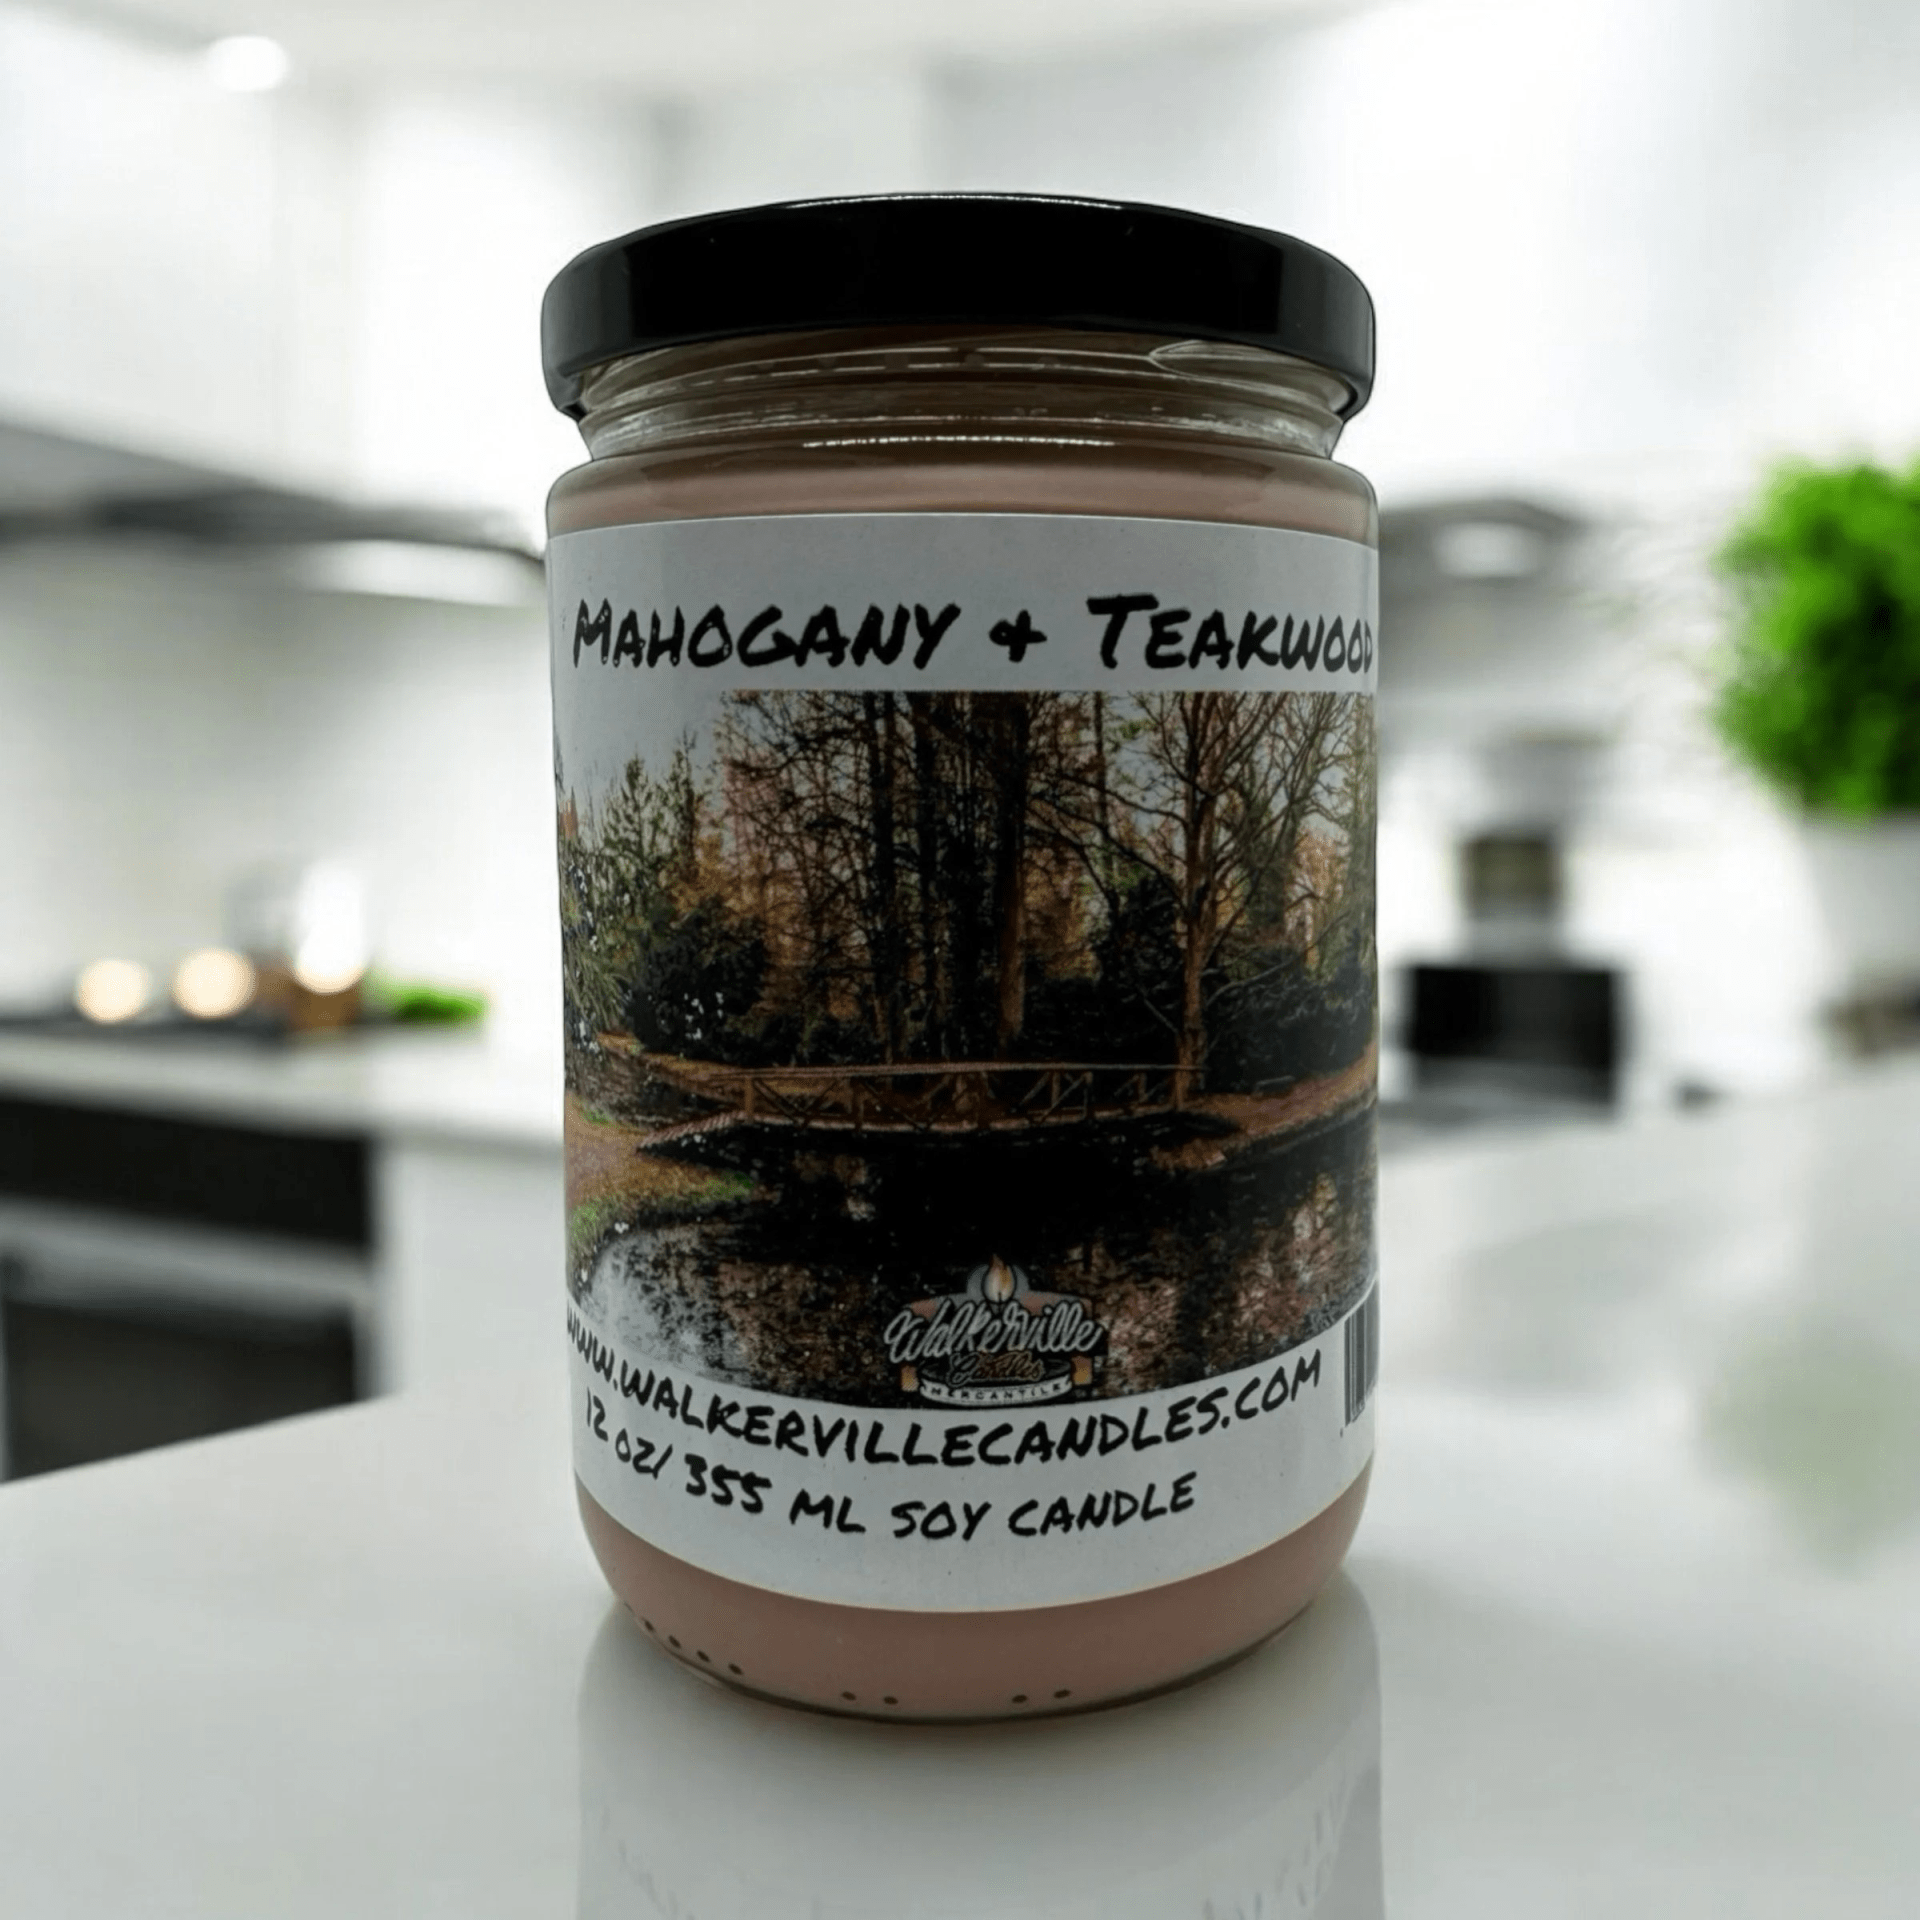 Mahogany & Teakwood
Walkerville
Candles
MERCANTILE
www.walkervillecandles.com
12 oz/ 355 ml soy candle